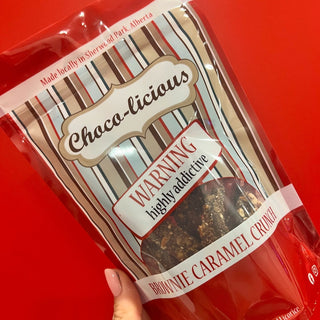 Made locally in Sherwood Park, Alberta
Choco-licious
WARNING
highly addictive
BROWNIE CARAMEL CRUNCH